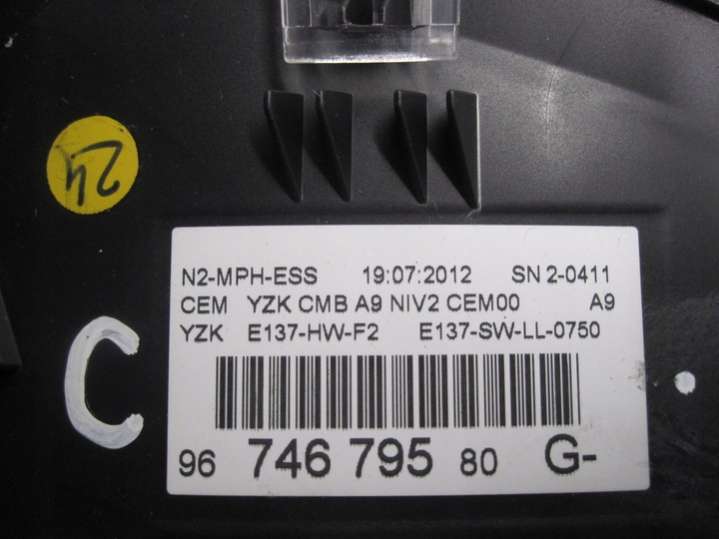 24
N2-MPH-ESS 19:07:2012 SN 2-0411
CEM YZK CMB A9 NIV2 CEM00 A9
YZK E137-HW-F2 E137-SW-LL-0750
C
96 746 795 80 G-